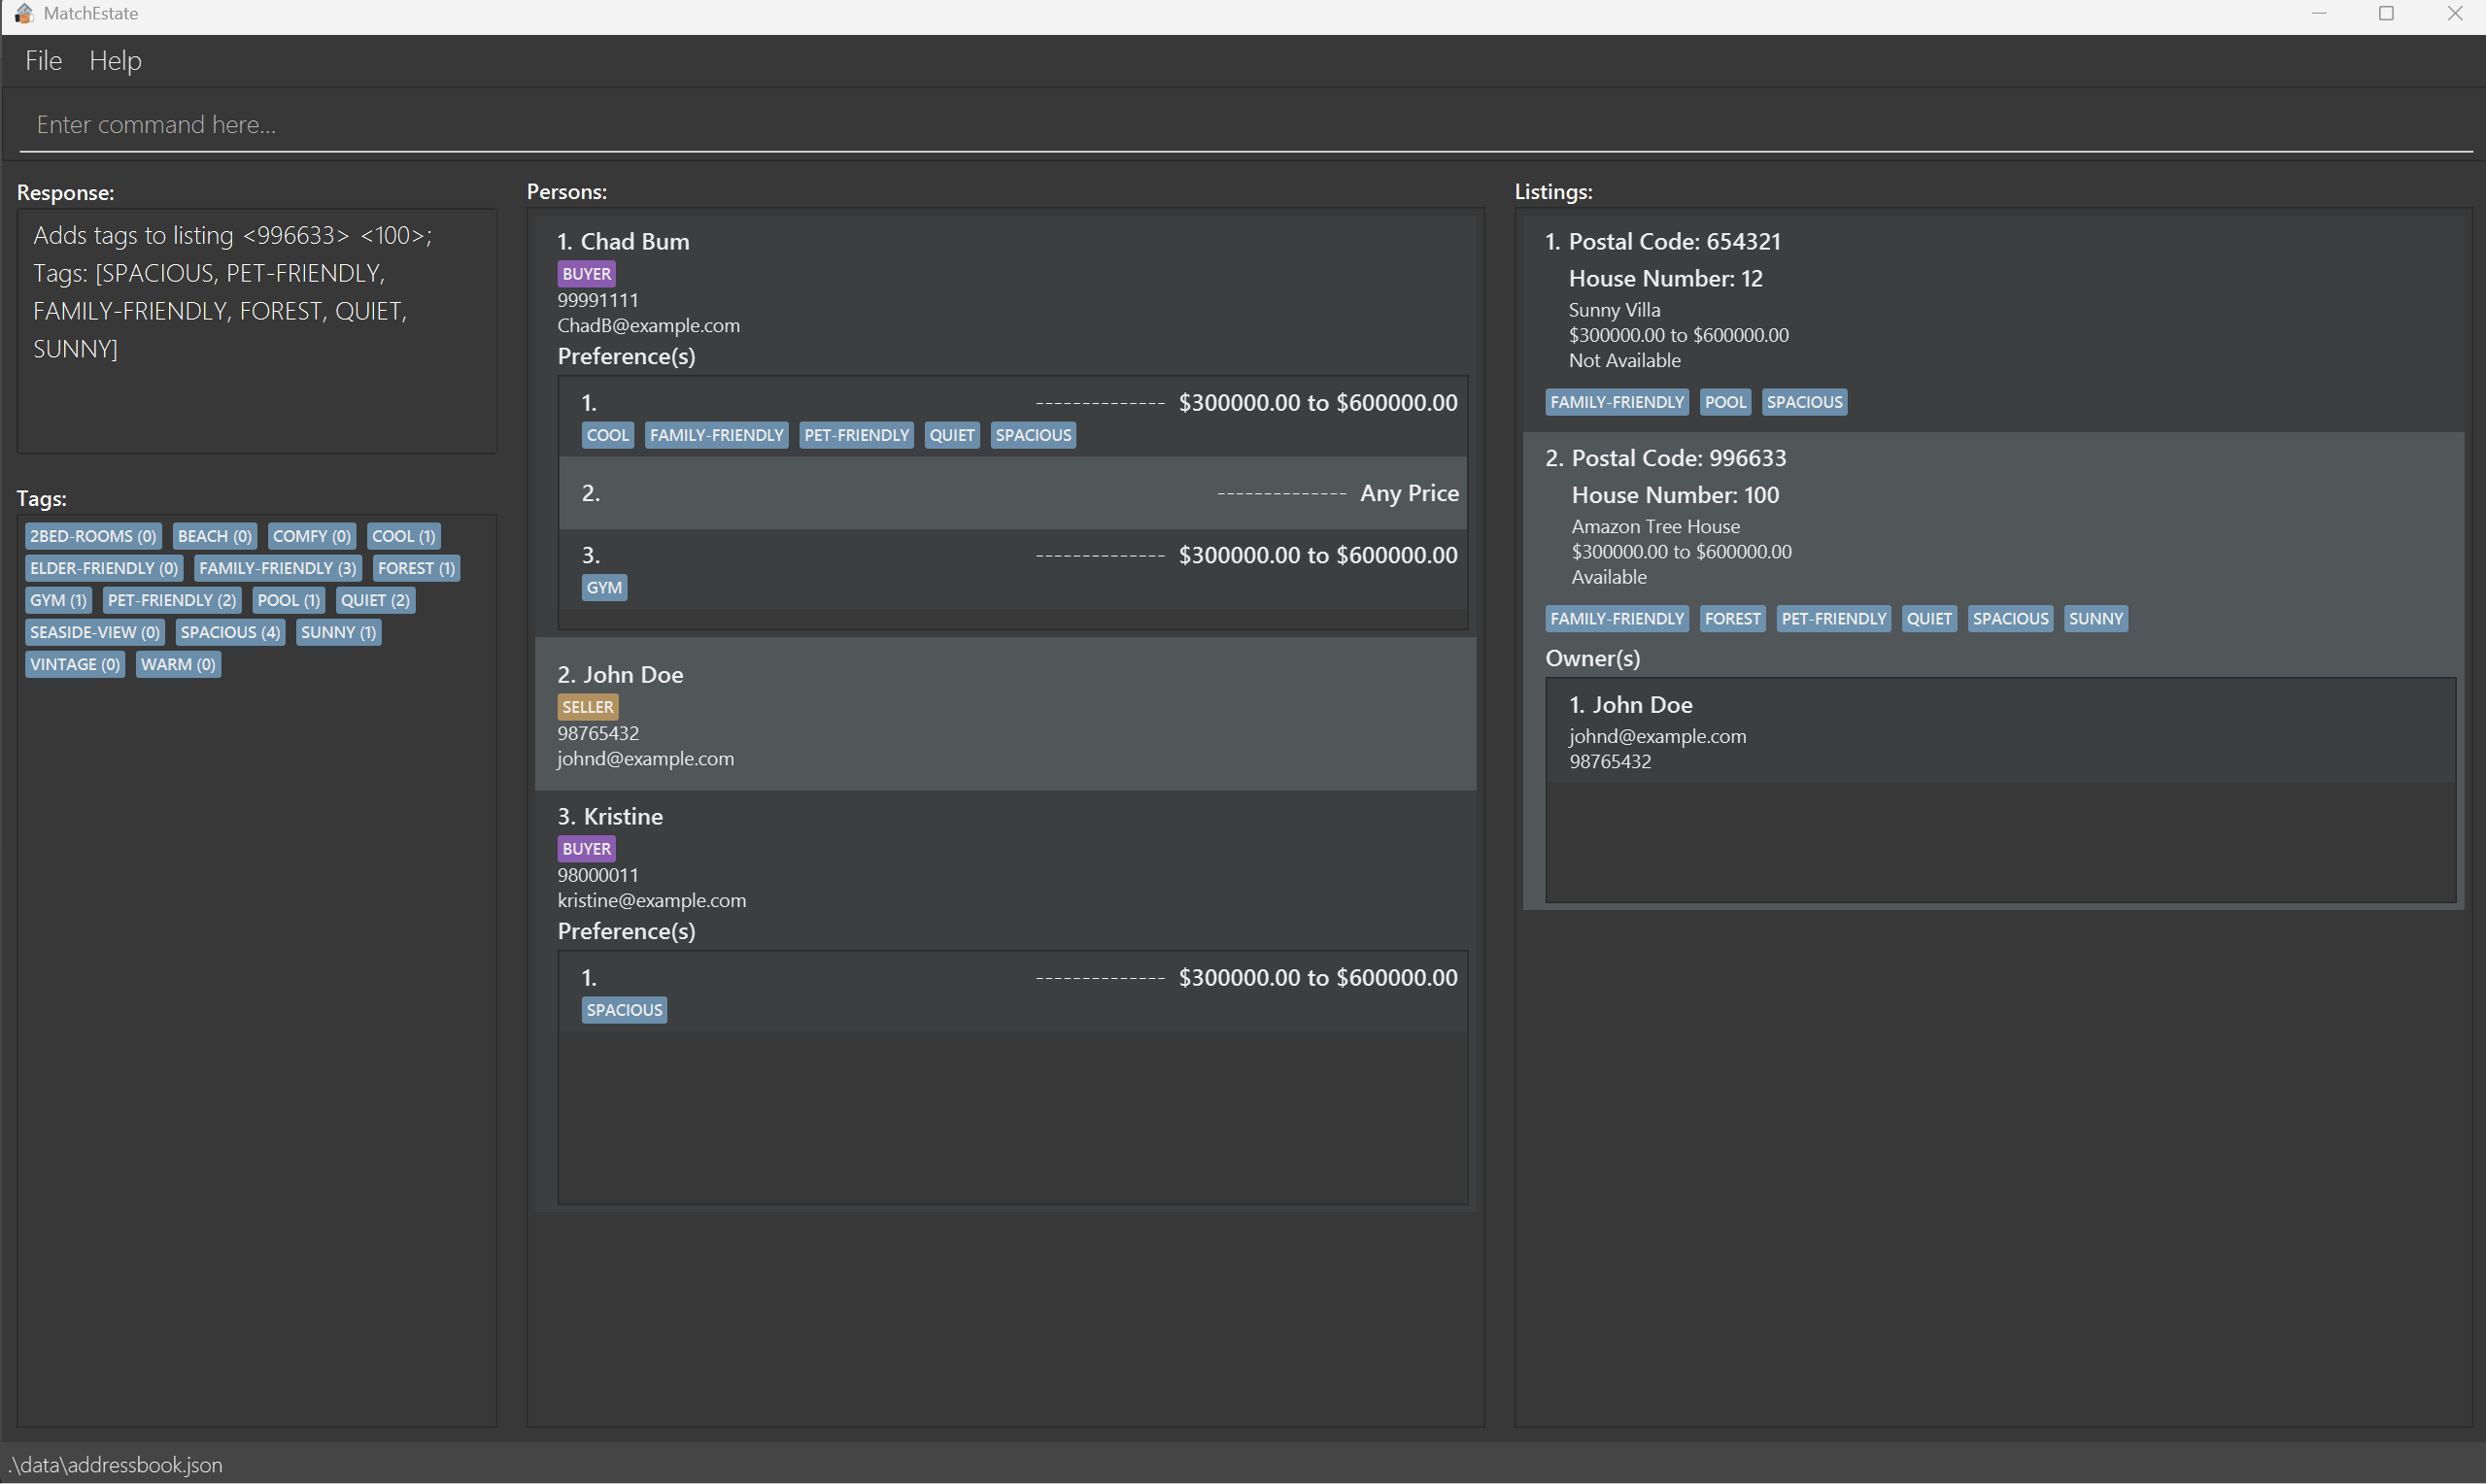 MatchEstate
File Help
Enter command here...
Response:
Adds tags to listing <996633> <100>;
Tags: [SPACIOUS, PET-FRIENDLY,
FAMILY-FRIENDLY, FOREST, QUIET,
SUNNY]
Tags:
2BED-ROOMS (0) BEACH (0) COMFY (0) COOL (1)
ELDER-FRIENDLY (0) FAMILY-FRIENDLY (3) FOREST (1)
GYM (1) PET-FRIENDLY (2) POOL (1) QUIET (2)
SEASIDE-VIEW (0) SPACIOUS (4) SUNNY (1)
VINTAGE (0) WARM (0)
Persons:
1. Chad Bum
BUYER
99991111
ChadB@example.com
Preference(s)
1. -------------- $300000.00 to $600000.00
COOL FAMILY-FRIENDLY PET-FRIENDLY QUIET SPACIOUS
2. -------------- Any Price
3. -------------- $300000.00 to $600000.00
GYM
2. John Doe
SELLER
98765432
johnd@example.com
3. Kristine
BUYER
98000011
kristine@example.com
Preference(s)
1. -------------- $300000.00 to $600000.00
SPACIOUS
Listings:
1. Postal Code: 654321
House Number: 12
Sunny Villa
$300000.00 to $600000.00
Not Available
FAMILY-FRIENDLY POOL SPACIOUS
2. Postal Code: 996633
House Number: 100
Amazon Tree House
$300000.00 to $600000.00
Available
FAMILY-FRIENDLY FOREST PET-FRIENDLY QUIET SPACIOUS SUNNY
Owner(s)
1. John Doe
johnd@example.com
98765432
.\data\addressbook.json